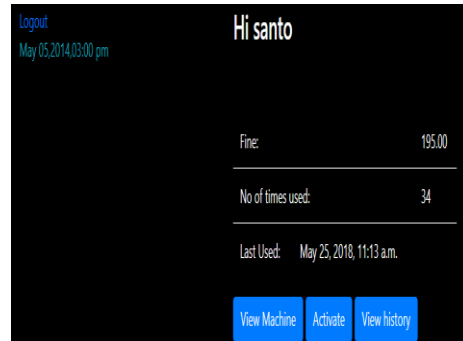 Logout
May 05,2014,03:00 pm
Hi santo
Fine: 195.00
No of times used: 34
Last Used: May 25, 2018, 11:13 a.m.
View Machine Activate View history